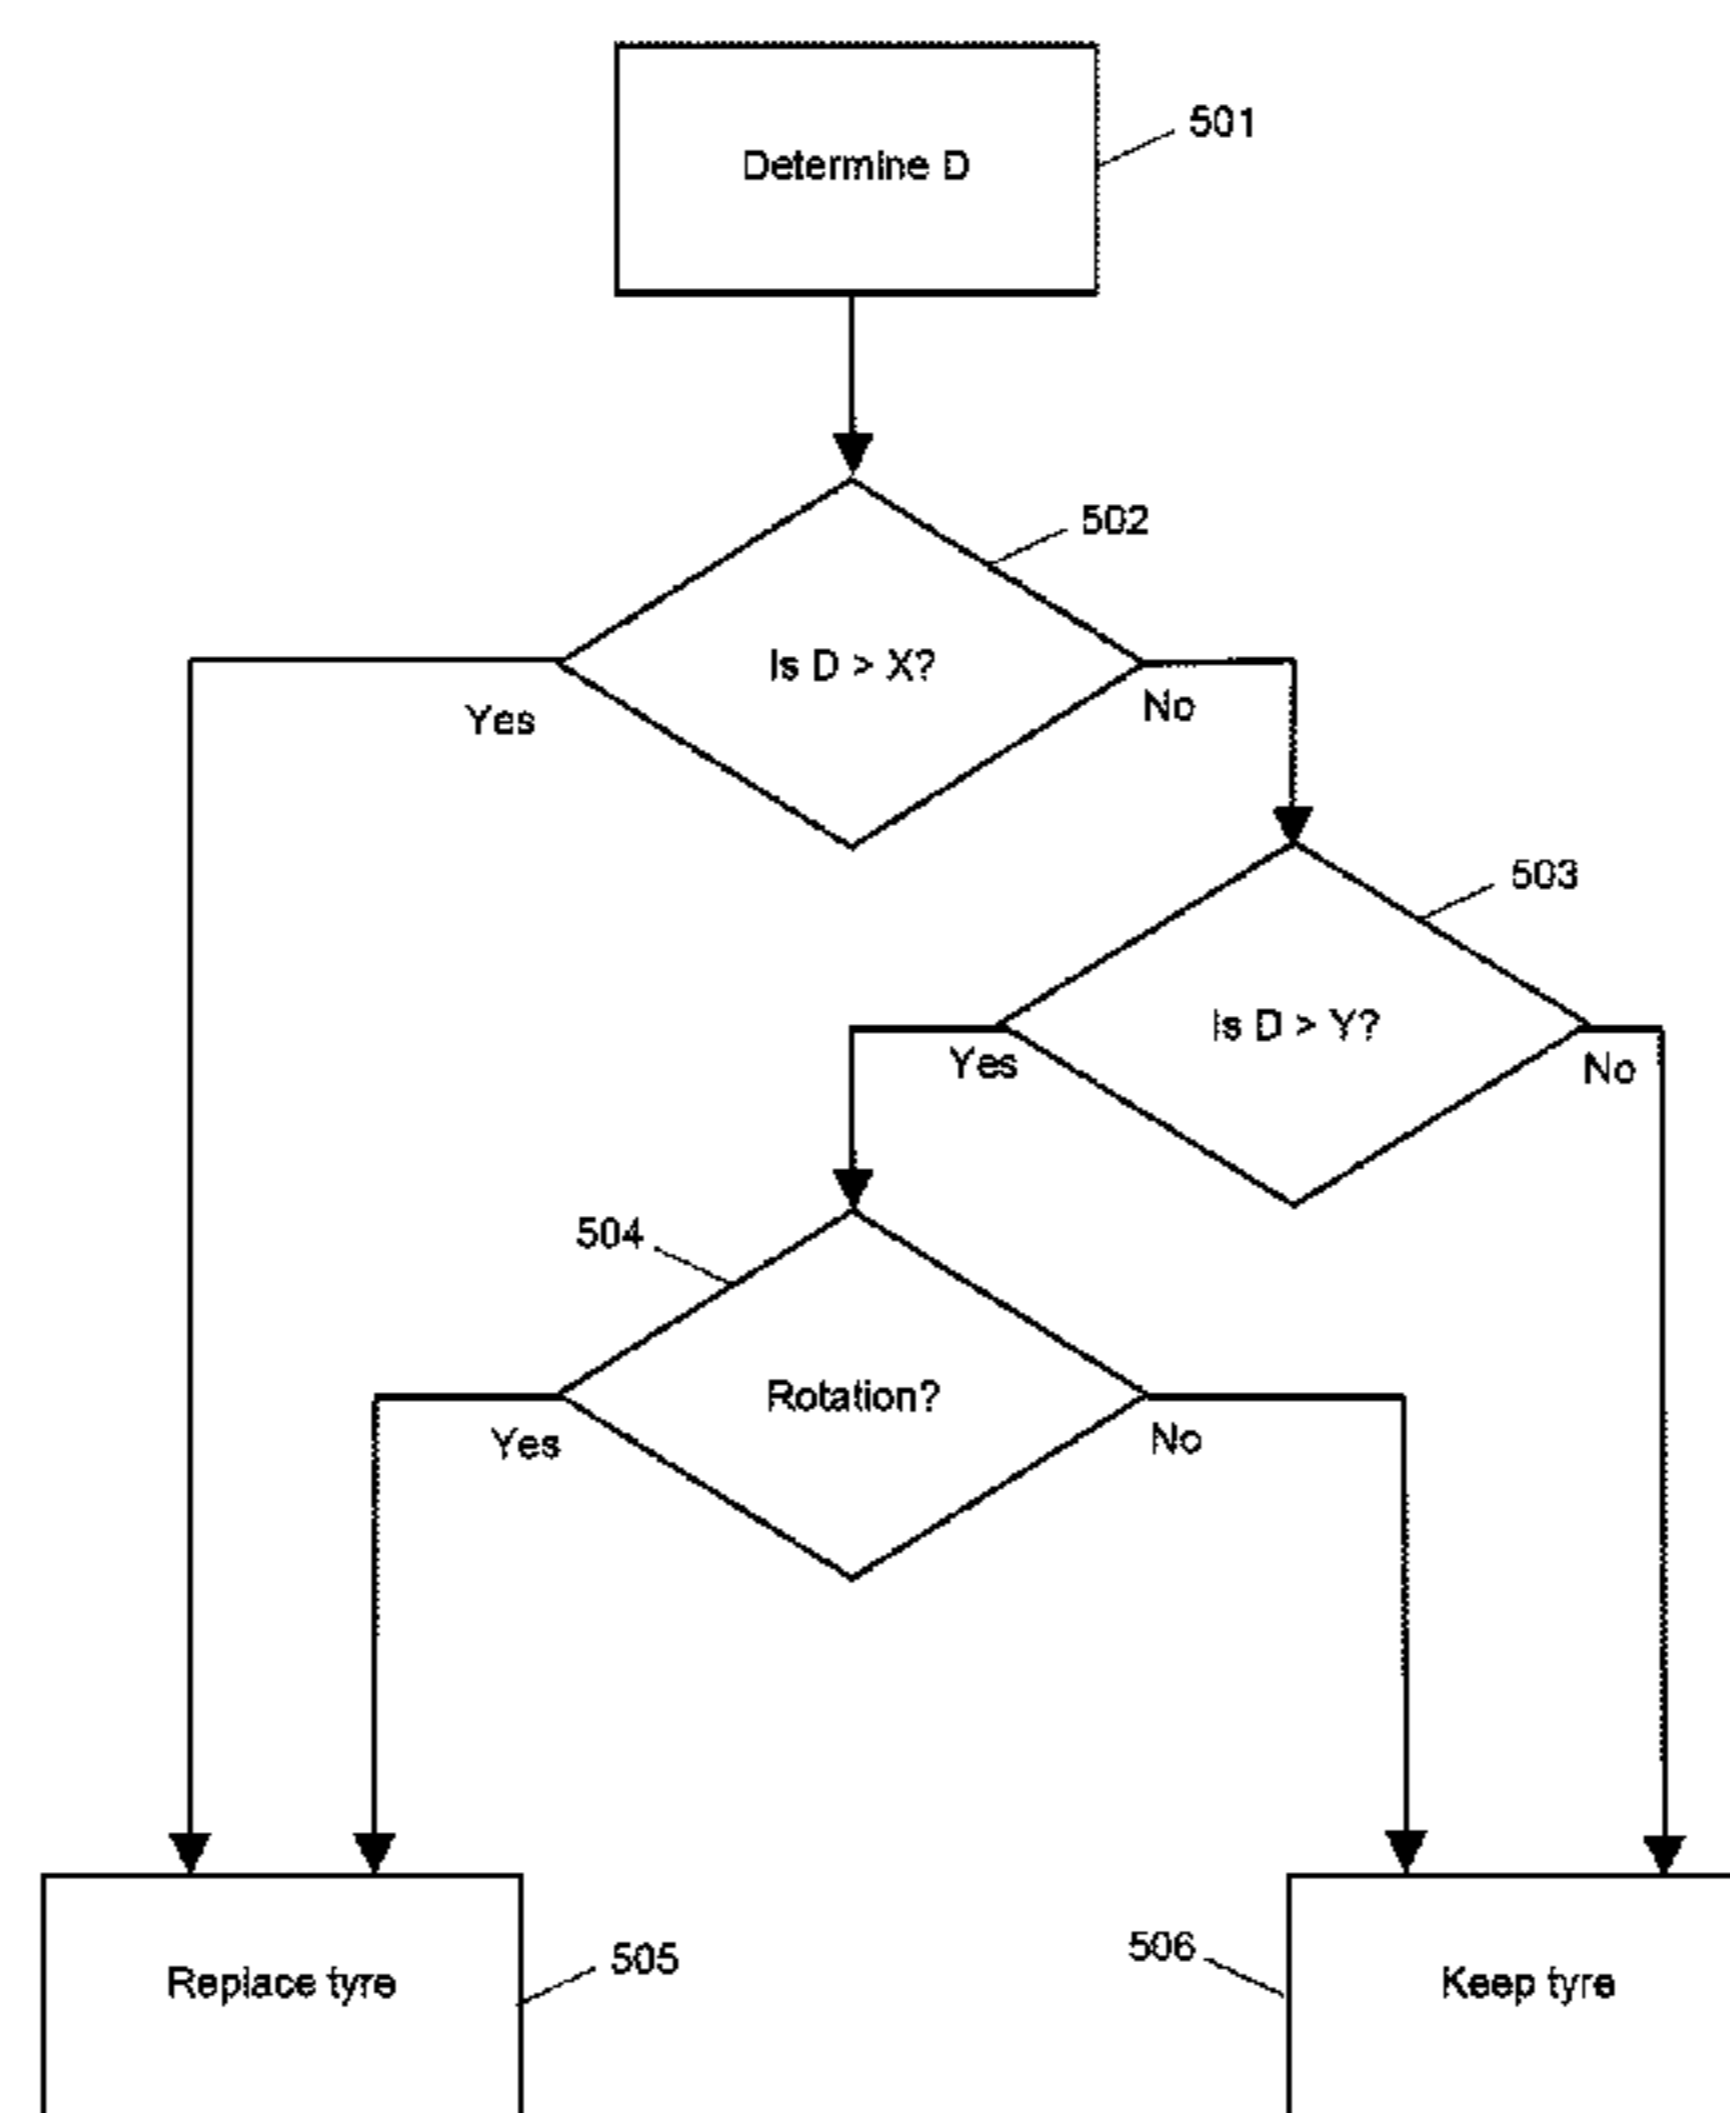 501
Determine D
502
Is D > X?
Yes
No
503
Is D > Y?
Yes
No
504
Rotation?
Yes
No
505
506
Replace tyre
Keep tyre